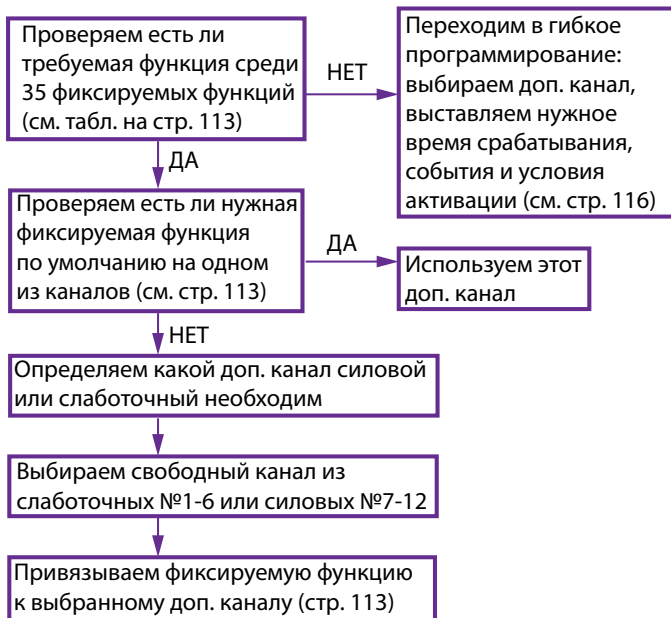 Проверяем есть ли
требуемая функция среди
35 фиксируемых функций
(см. табл. на стр. 113)
НЕТ
Переходим в гибкое
программирование:
выбираем доп. канал,
выставляем нужное
время срабатывания,
события и условия
активации (см. стр. 116)
ДА
Проверяем есть ли нужная
фиксируемая функция
по умолчанию на одном
из каналов (см. стр. 113)
ДА
Используем этот
доп. канал
НЕТ
Определяем какой доп. канал силовой
или слаботочный необходим
Выбираем свободный канал из
слаботочных №1-6 или силовых №7-12
Привязываем фиксируемую функцию
к выбранному доп. каналу (стр. 113)